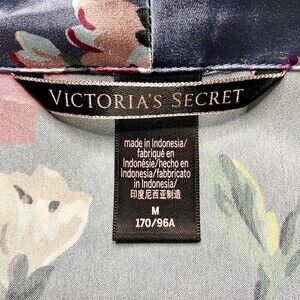 VICTORIA'S SECRET
made in Indonesia/
fabriqué en
Indonésie/hecho en
Indonesia/fabbricato
in Indonesia/
印度尼西亚制造
M
170/96A